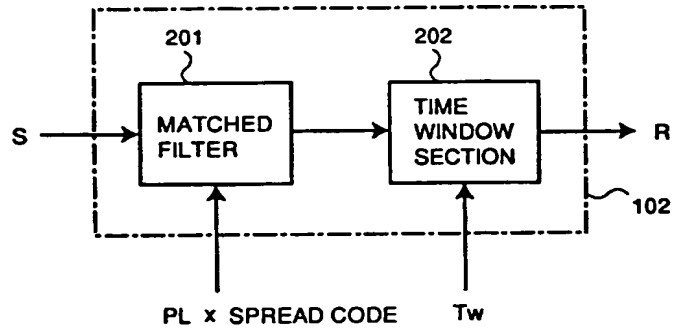 201
202
S
MATCHED
FILTER
TIME
WINDOW
SECTION
R
102
PL x SPREAD CODE
Tw